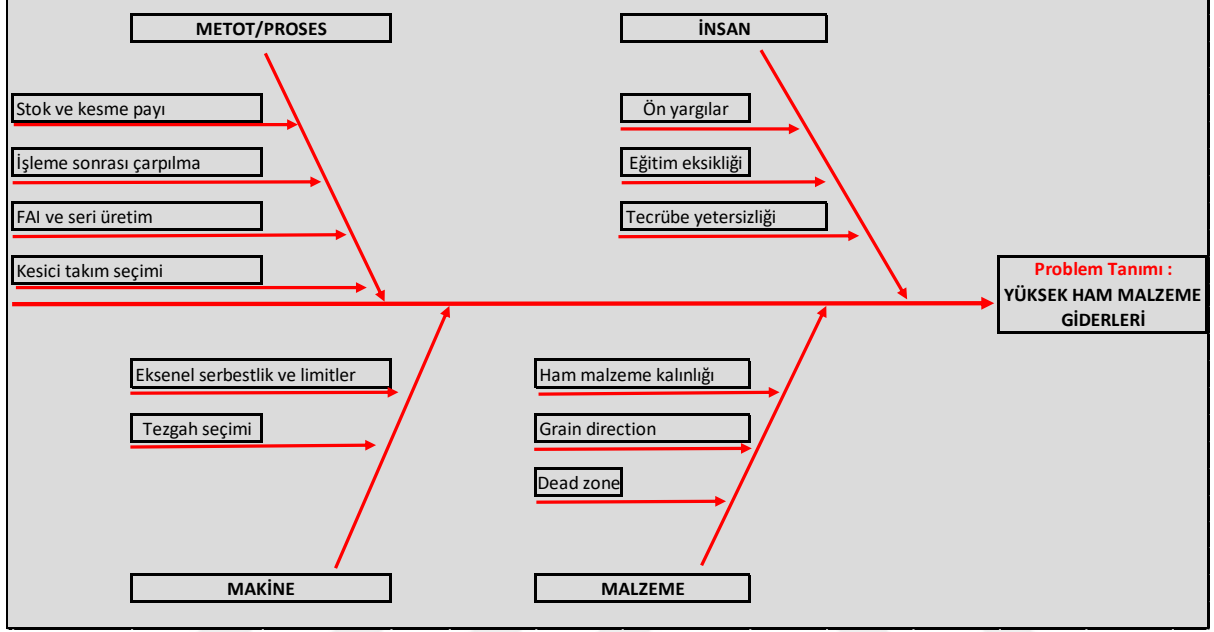 METOT/PROSES
İNSAN
Stok ve kesme payı
Ön yargılar
İşleme sonrası çarpılma
Eğitim eksikliği
FAI ve seri üretim
Tecrübe yetersizliği
Kesici takım seçimi
Problem Tanımı :
YÜKSEK HAM MALZEME
GİDERLERİ
Eksenel serbestlik ve limitler
Ham malzeme kalınlığı
Tezgah seçimi
Grain direction
Dead zone
MAKİNE
MALZEME